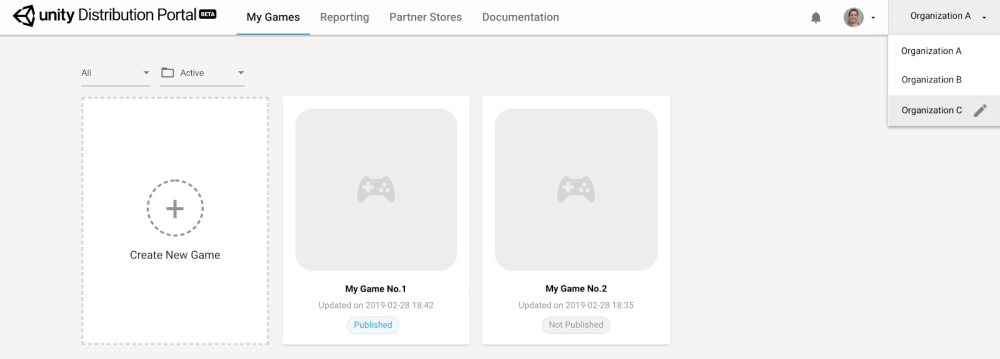 unity Distribution Portal BETA
My Games
Reporting
Partner Stores
Documentation
Organization A
Organization A
Organization B
Organization C
All
Active
Create New Game
My Game No.1
Updated on 2019-02-28 18:42
Published
My Game No.2
Updated on 2019-02-28 18:35
Not Published